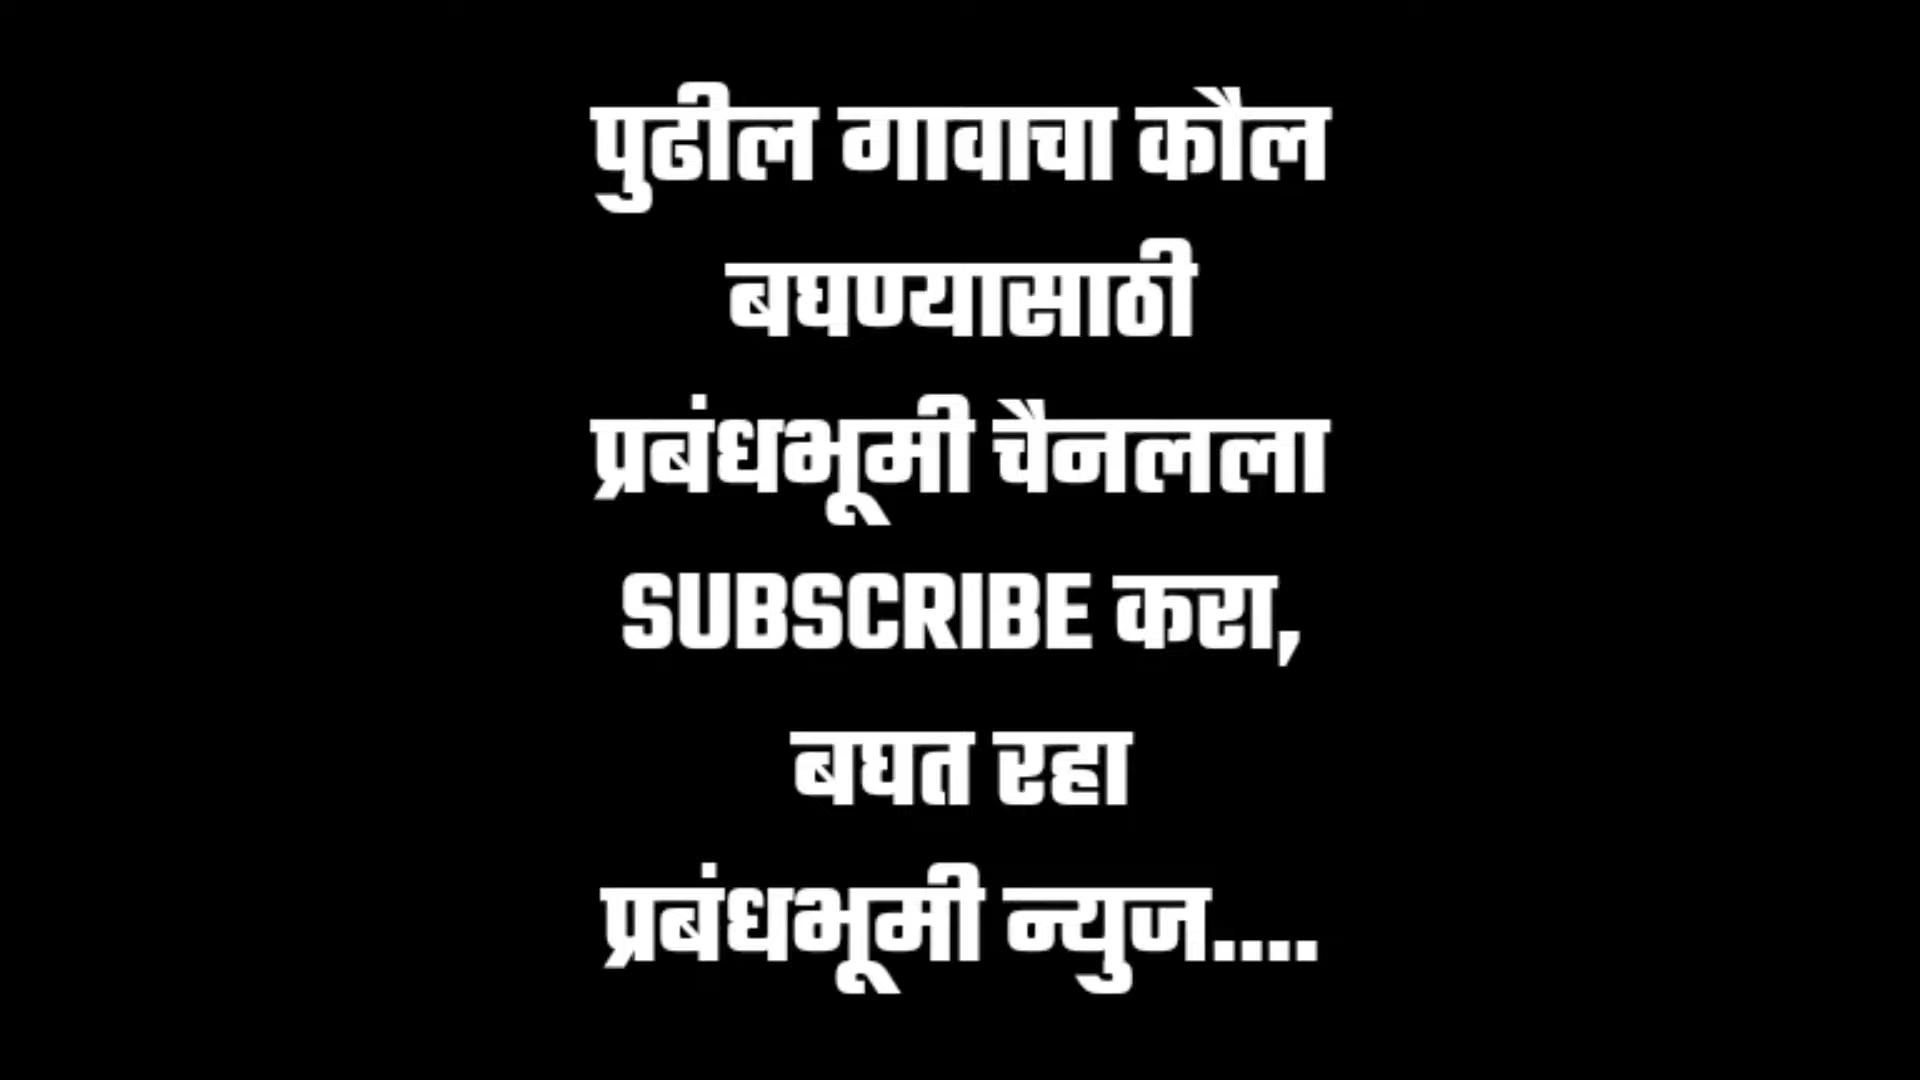 पुढील गावाचा कौल
बघण्यासाठी
प्रबंधभूमी चैनलला
SUBSCRIBE करा,
बघत रहा
प्रबंधभूमी न्युज....